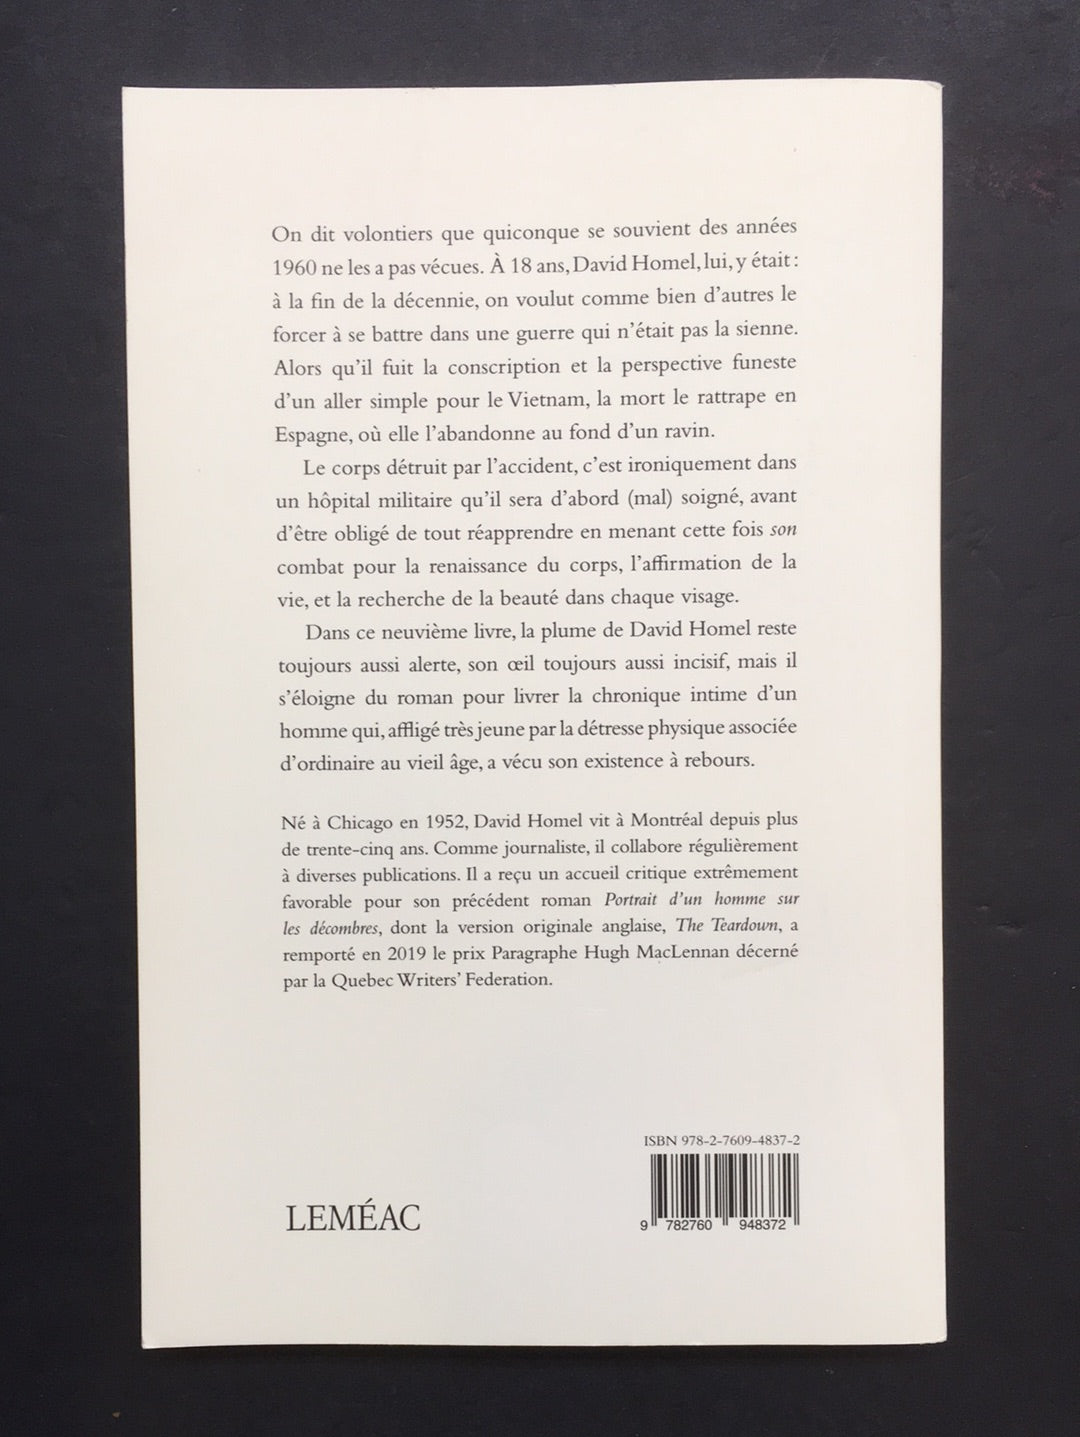 On dit volontiers que quiconque se souvient des années
1960 ne les a pas vécues. À 18 ans, David Homel, lui, y était :
à la fin de la décennie, on voulut comme bien d’autres le
forcer à se battre dans une guerre qui n’était pas la sienne.
Alors qu’il fuit la conscription et la perspective funeste
d’un aller simple pour le Vietnam, la mort le rattrape en
Espagne, où elle l’abandonne au fond d’un ravin.
Le corps détruit par l’accident, c’est ironiquement dans
un hôpital militaire qu’il sera d’abord (mal) soigné, avant
d’être obligé de tout réapprendre en menant cette fois son
combat pour la renaissance du corps, l’affirmation de la
vie, et la recherche de la beauté dans chaque visage.
Dans ce neuvième livre, la plume de David Homel reste
toujours aussi alerte, son œil toujours aussi incisif, mais il
s’éloigne du roman pour livrer la chronique intime d’un
homme qui, affligé très jeune par la détresse physique associée
d’ordinaire au vieil âge, a vécu son existence à rebours.
Né à Chicago en 1952, David Homel vit à Montréal depuis plus
de trente-cinq ans. Comme journaliste, il collabore régulièrement
à diverses publications. Il a reçu un accueil critique extrêmement
favorable pour son précédent roman Portrait d’un homme sur
les décombres, dont la version originale anglaise, The Teardown, a
remporté en 2019 le prix Paragraphe Hugh MacLennan décerné
par la Quebec Writers’ Federation.
ISBN 978-2-7609-4837-2
LEMÉAC
9 782760 948372